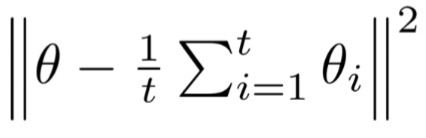 ‖θ − 1/t ∑_{i=1}^{t} θ_i‖²